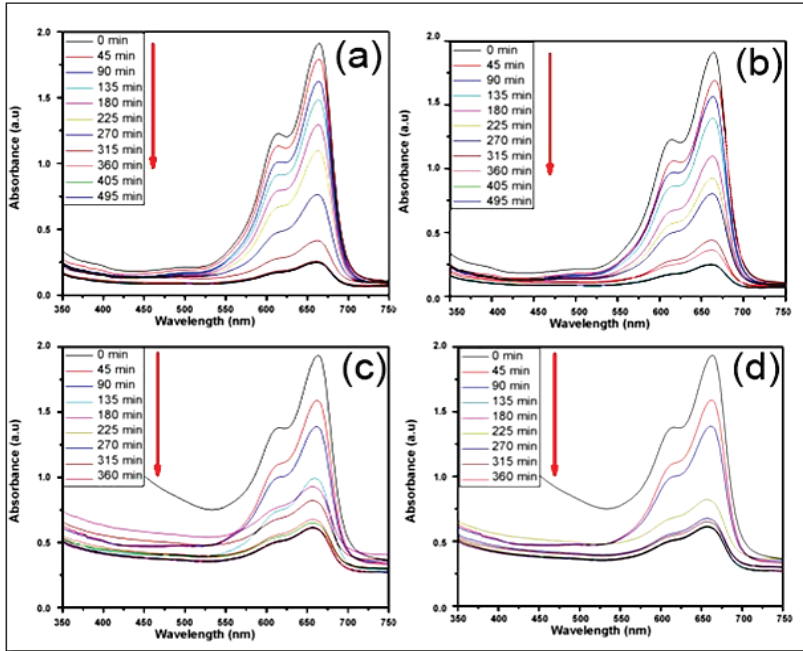 (a)
0 min
45 min
90 min
135 min
180 min
225 min
270 min
315 min
360 min
405 min
495 min
Absorbance (a.u)
2.0
1.5
1.0
0.5
0.0
350 400 450 500 550 600 650 700 750
Wavelength (nm)
(b)
0 min
45 min
90 min
135 min
180 min
225 min
270 min
315 min
360 min
405 min
495 min
Absorbance (a.u)
2.0
1.5
1.0
0.5
0.0
350 400 450 500 550 600 650 700 750
Wavelength (nm)
(c)
0 min
45 min
90 min
135 min
180 min
225 min
270 min
315 min
360 min
Absorbance (a.u)
2.0
1.5
1.0
0.5
0.0
350 400 450 500 550 600 650 700 750
Wavelength (nm)
(d)
0 min
45 min
90 min
135 min
180 min
225 min
270 min
315 min
360 min
Absorbance (a.u)
2.0
1.5
1.0
0.5
0.0
350 400 450 500 550 600 650 700 750
Wavelength (nm)